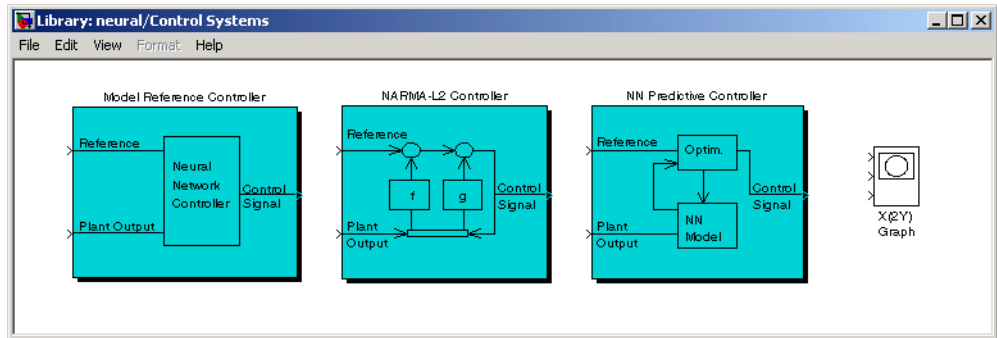 Library: neural/Control Systems
File Edit View Format Help
Model Reference Controller
Reference
Neural
Network
Controller
Control
Signal
Plant Output
NARMA-L2 Controller
Reference
f
g
Control
Signal
Plant
Output
NN Predictive Controller
Reference
Optim.
Control
Signal
NN
Model
Plant
Output
X(2Y)
Graph